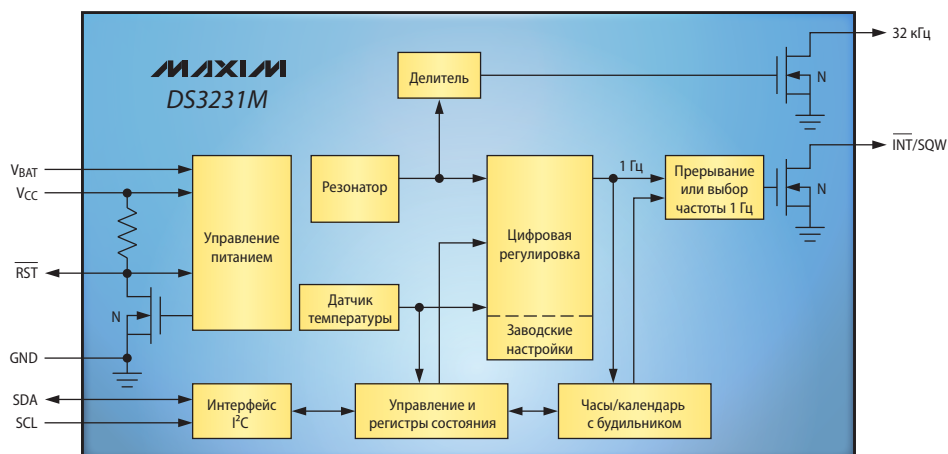 32 кГц
MAXIM
DS3231M
Делитель
N
INT/SQW
VBAT
VCC
Резонатор
1 Гц
Прерывание
или выбор
частоты 1 Гц
N
Управление
питанием
Цифровая
регулировка
RST
Датчик
температуры
N
Заводские
настройки
GND
SDA
SCL
Интерфейс
I²C
Управление и
регистры состояния
Часы/календарь
с будильником